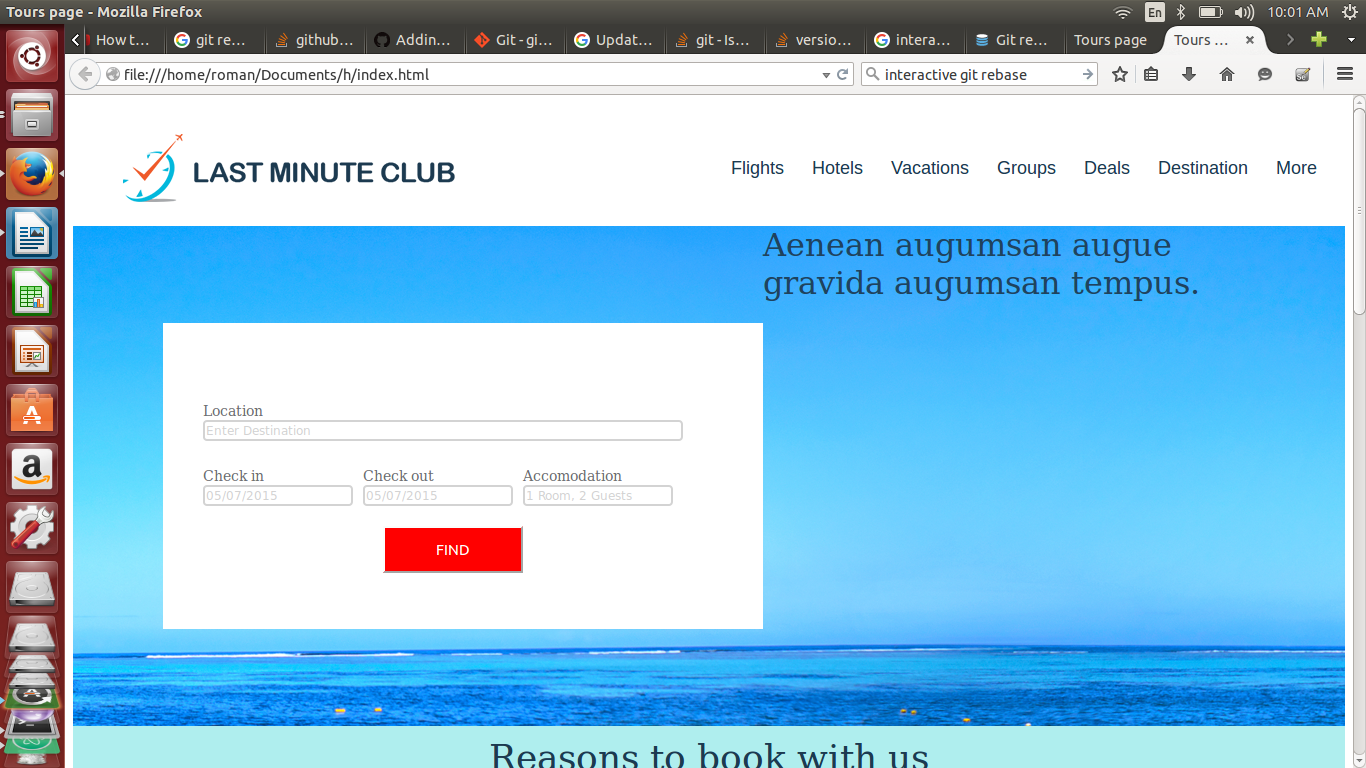 Tours page - Mozilla Firefox
En
10:01 AM
How t...
git re...
github...
Addin...
Git - gi...
Updat...
git - Is...
versio...
intera...
Git re...
Tours page
Tours ...
file:///home/roman/Documents/h/index.html
interactive git rebase
LAST MINUTE CLUB
Flights Hotels Vacations Groups Deals Destination More
Aenean augumsan augue
gravida augumsan tempus.
Location
Enter Destination
Check in Check out Accomodation
05/07/2015 05/07/2015 1 Room, 2 Guests
FIND
Reasons to book with us